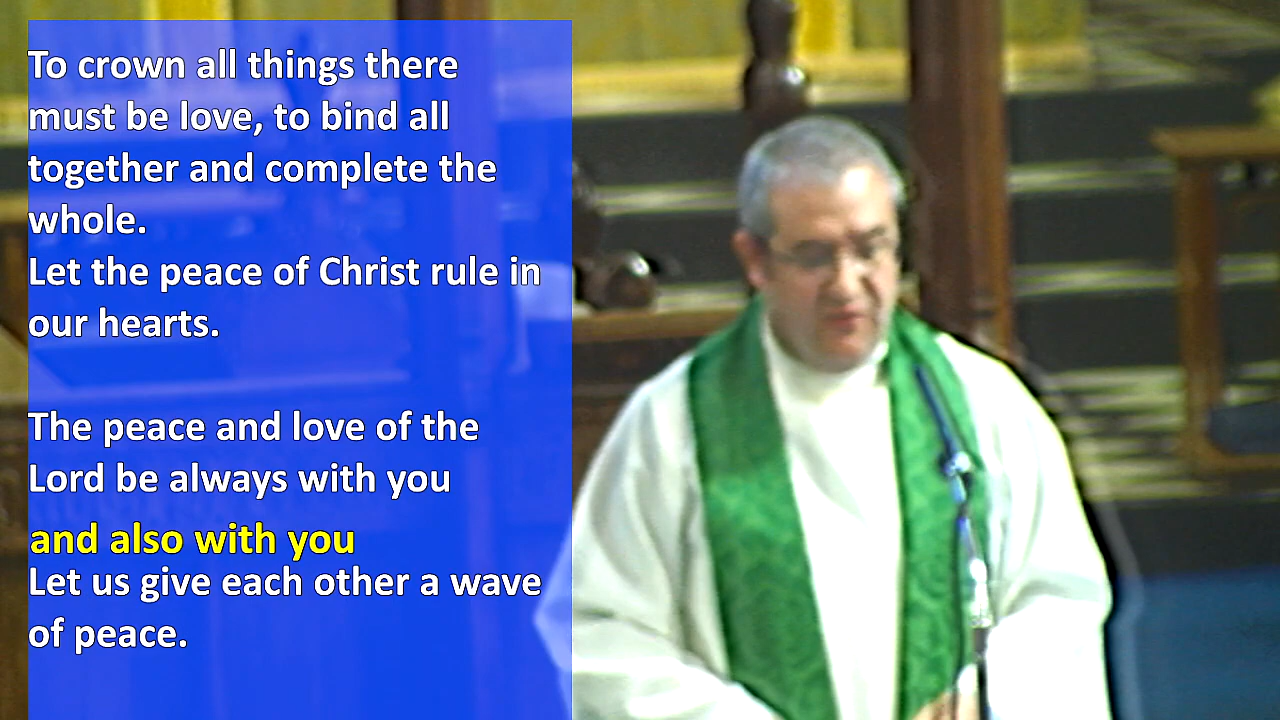 To crown all things there
must be love, to bind all
together and complete the
whole.
Let the peace of Christ rule in
our hearts.
The peace and love of the
Lord be always with you
and also with you
Let us give each other a wave
of peace.